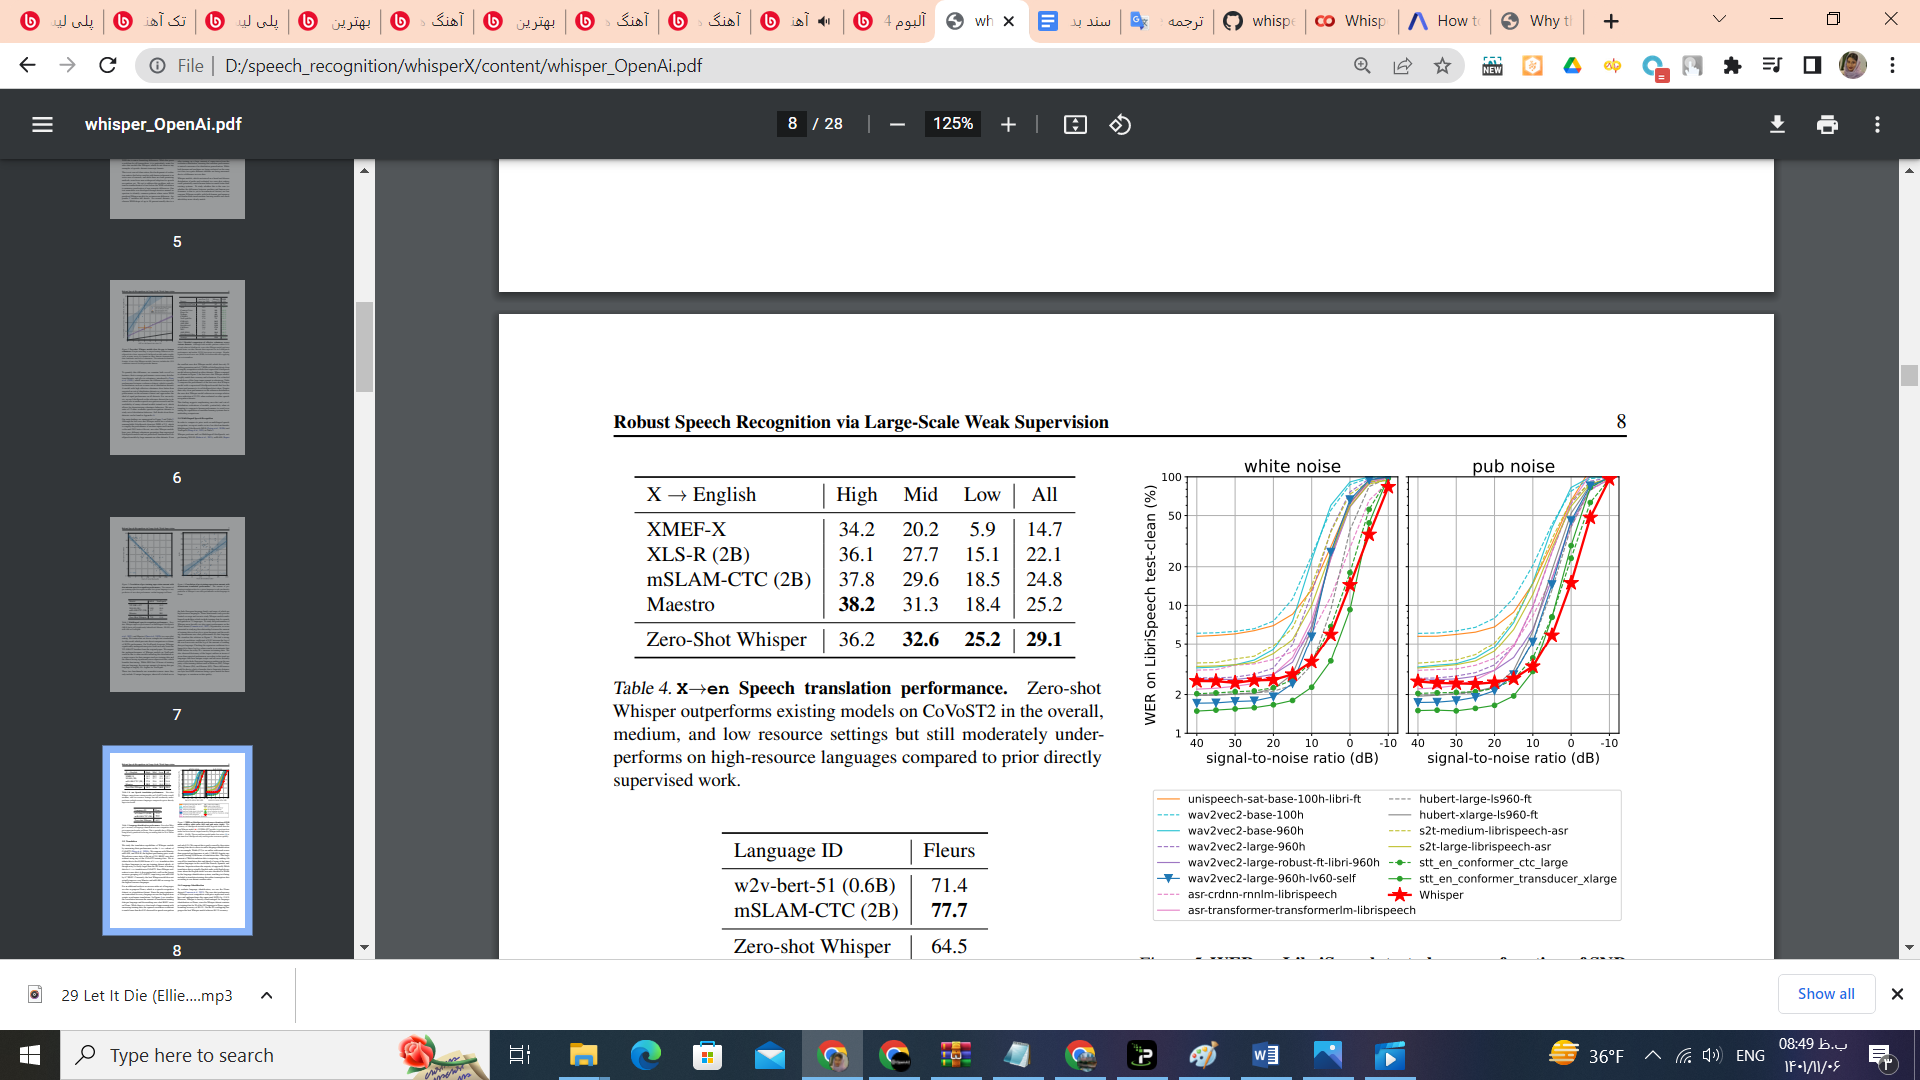 پلی لی
تک آهن
پلی لی
بهترین
آهنگ د
بهترین
آهنگ د
آهنگ د
آهن
آلبوم 4
wh
سند بد
ترجمه
whispe
Whisp
How t
Why t
File
D:/speech_recognition/whisperX/content/whisper_OpenAi.pdf
NEW
whisper_OpenAi.pdf
8 / 28
125%
5
6
7
8
Robust Speech Recognition via Large-Scale Weak Supervision 8
X → English High Mid Low All
XMEF-X 34.2 20.2 5.9 14.7
XLS-R (2B) 36.1 27.7 15.1 22.1
mSLAM-CTC (2B) 37.8 29.6 18.5 24.8
Maestro 38.2 31.3 18.4 25.2
Zero-Shot Whisper 36.2 32.6 25.2 29.1
Table 4. X→en Speech translation performance. Zero-shot
Whisper outperforms existing models on CoVoST2 in the overall,
medium, and low resource settings but still moderately under-
performs on high-resource languages compared to prior directly
supervised work.
Language ID Fleurs
w2v-bert-51 (0.6B) 71.4
mSLAM-CTC (2B) 77.7
Zero-shot Whisper 64.5
white noise
pub noise
WER on LibriSpeech test-clean (%)
100
50
20
10
5
2
1
40 30 20 10 0 -10
signal-to-noise ratio (dB)
40 30 20 10 0 -10
signal-to-noise ratio (dB)
unispeech-sat-base-100h-libri-ft
wav2vec2-base-100h
wav2vec2-base-960h
wav2vec2-large-960h
wav2vec2-large-robust-ft-libri-960h
wav2vec2-large-960h-lv60-self
asr-crdnn-rnnlm-librispeech
asr-transformer-transformerlm-librispeech
hubert-large-ls960-ft
hubert-xlarge-ls960-ft
s2t-medium-librispeech-asr
s2t-large-librispeech-asr
stt_en_conformer_ctc_large
stt_en_conformer_transducer_xlarge
Whisper
29 Let It Die (Ellie....mp3
Show all
Type here to search
36°F
ENG
08:49 ب.ظ
۱۴۰۱/۱۱/۰۶
۳